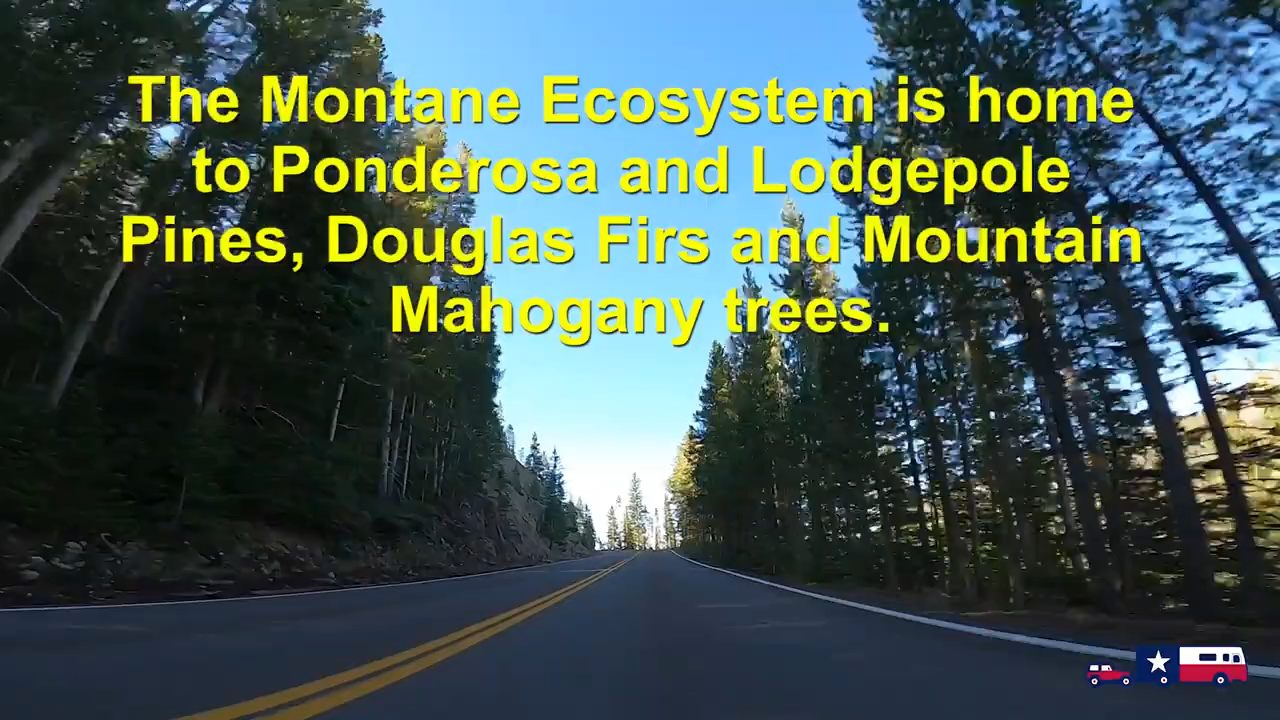 The Montane Ecosystem is home
to Ponderosa and Lodgepole
Pines, Douglas Firs and Mountain
Mahogany trees.